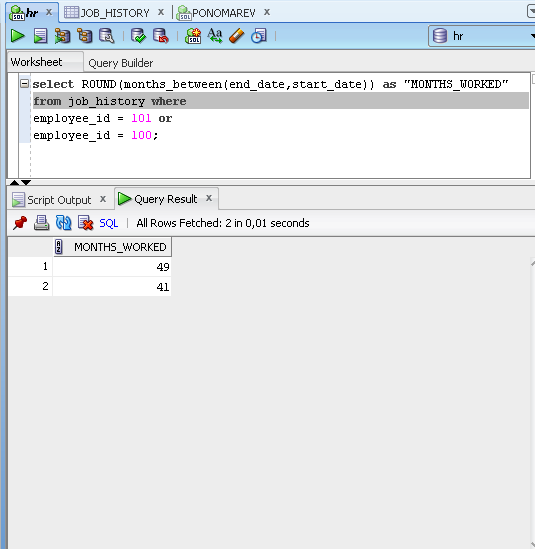 hr x JOB_HISTORY x PONOMAREV x
SQL Aa hr
Worksheet Query Builder
select ROUND(months_between(end_date,start_date)) as "MONTHS_WORKED"
from job_history where
employee_id = 101 or
employee_id = 100;
Script Output x Query Result x
SQL | All Rows Fetched: 2 in 0,01 seconds
MONTHS_WORKED
1 49
2 41